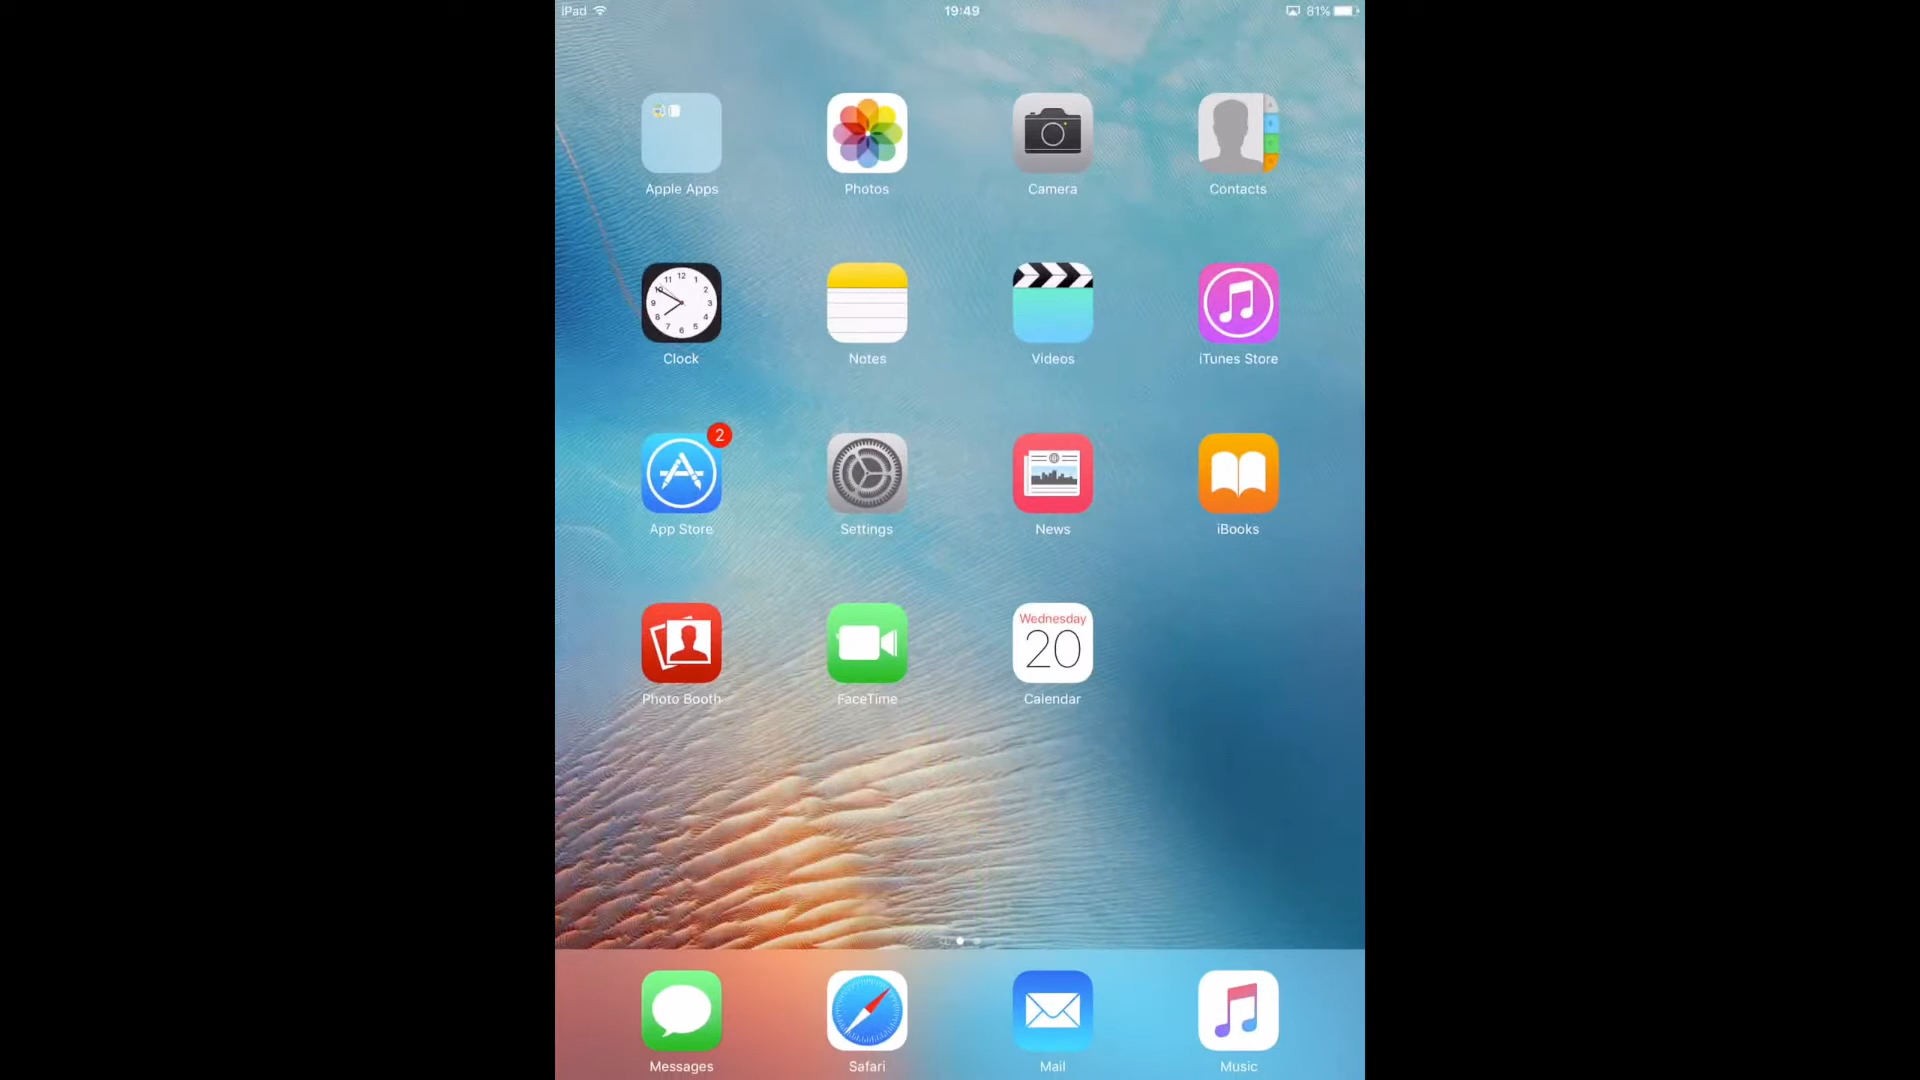 iPad 19:49 81%
Apple Apps Photos Camera Contacts
Clock Notes Videos iTunes Store
2
App Store Settings News iBooks
Wednesday
20
Photo Booth FaceTime Calendar
Messages Safari Mail Music